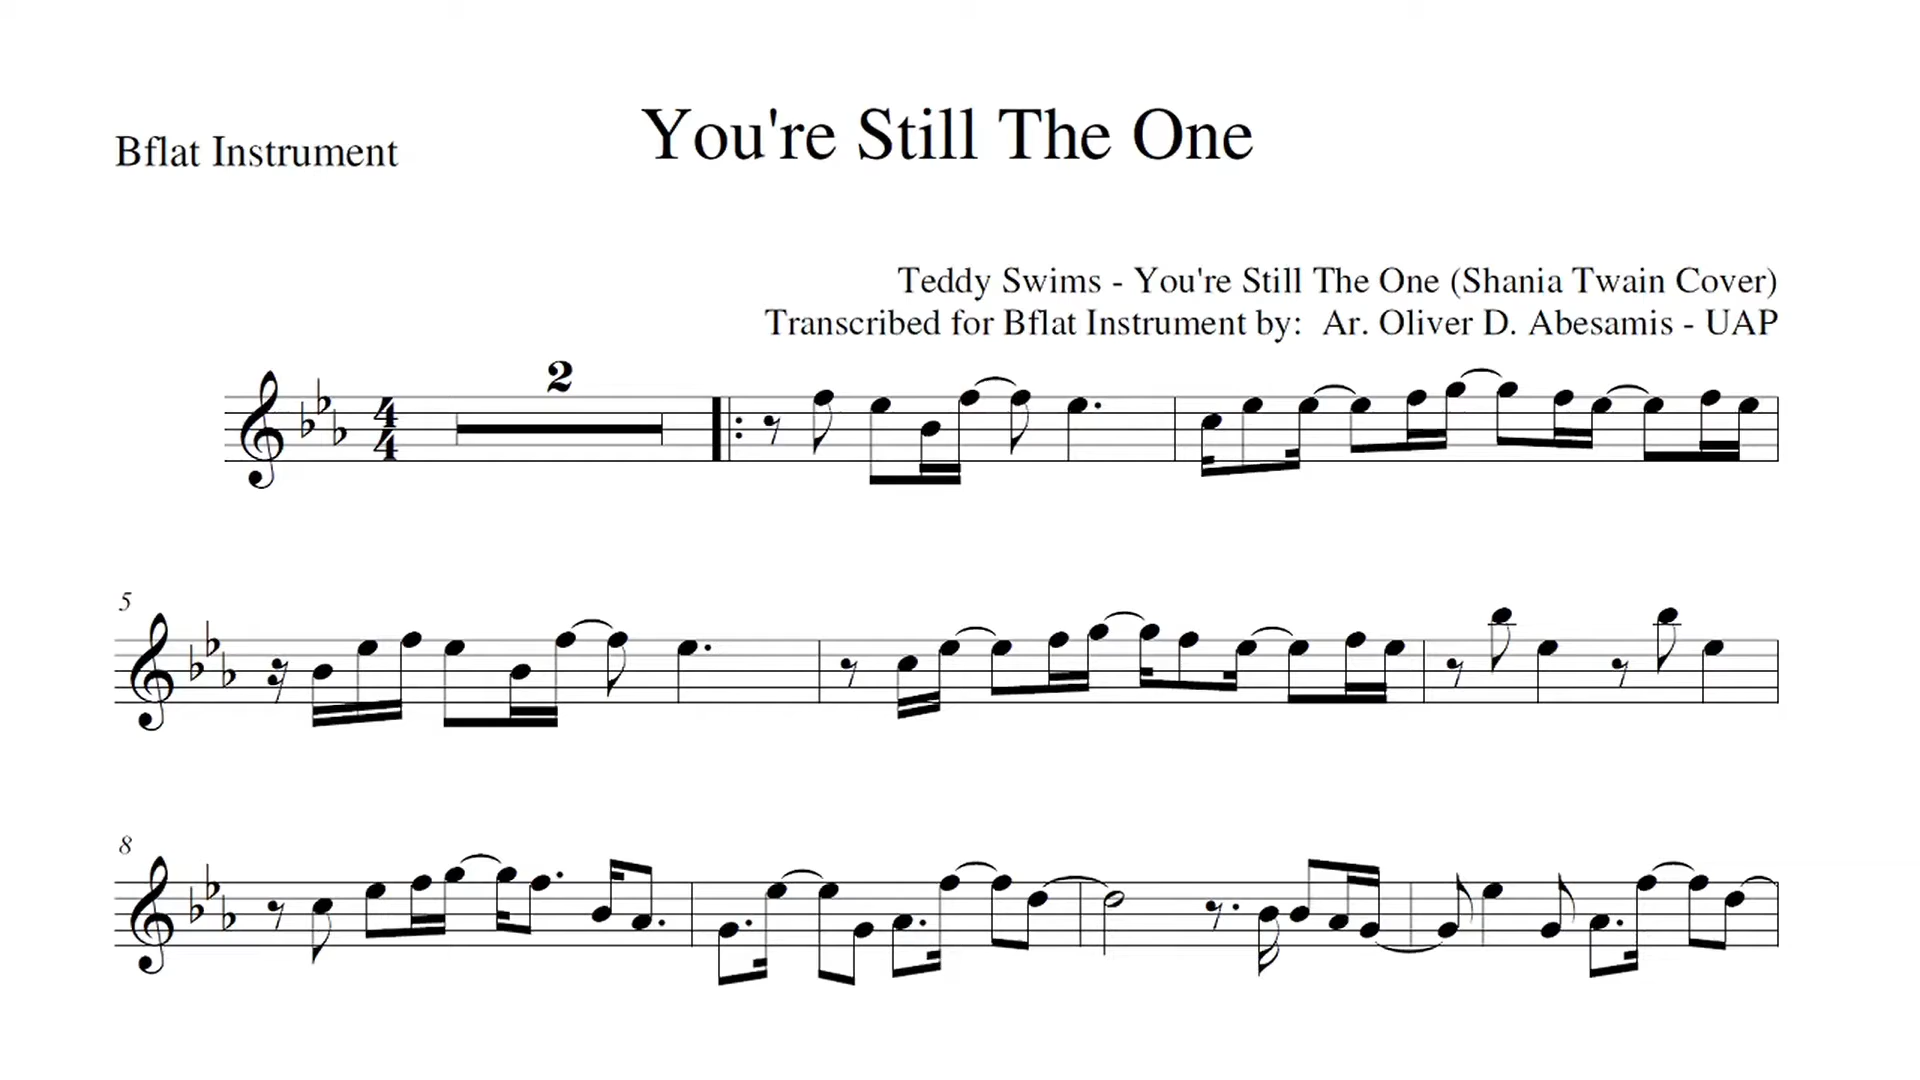 You're Still The One
Bflat Instrument
Teddy Swims - You're Still The One (Shania Twain Cover)
Transcribed for Bflat Instrument by:  Ar. Oliver D. Abesamis - UAP
2
4
4
5
8